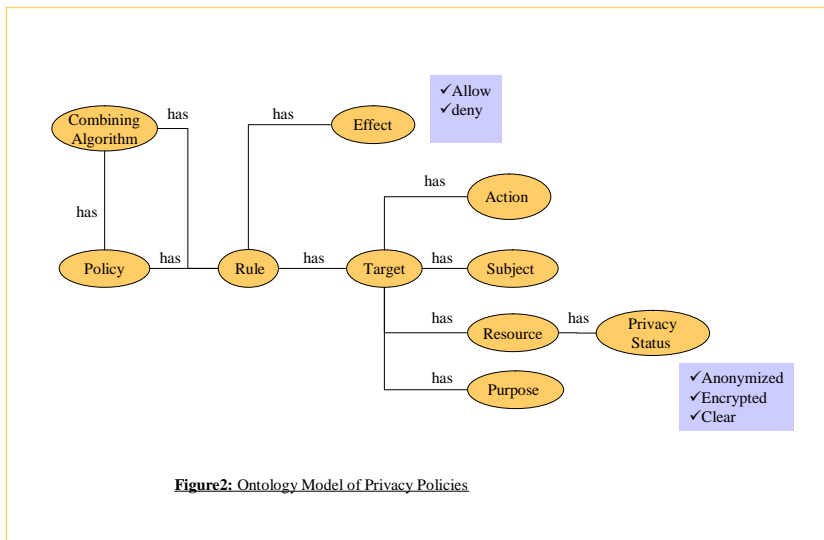 Combining
Algorithm
has
has
Effect
✓Allow
✓deny
has
has
Action
Policy
has
Rule
has
Target
has
Subject
has
Resource
has
Privacy
Status
has
Purpose
✓Anonymized
✓Encrypted
✓Clear
Figure2: Ontology Model of Privacy Policies